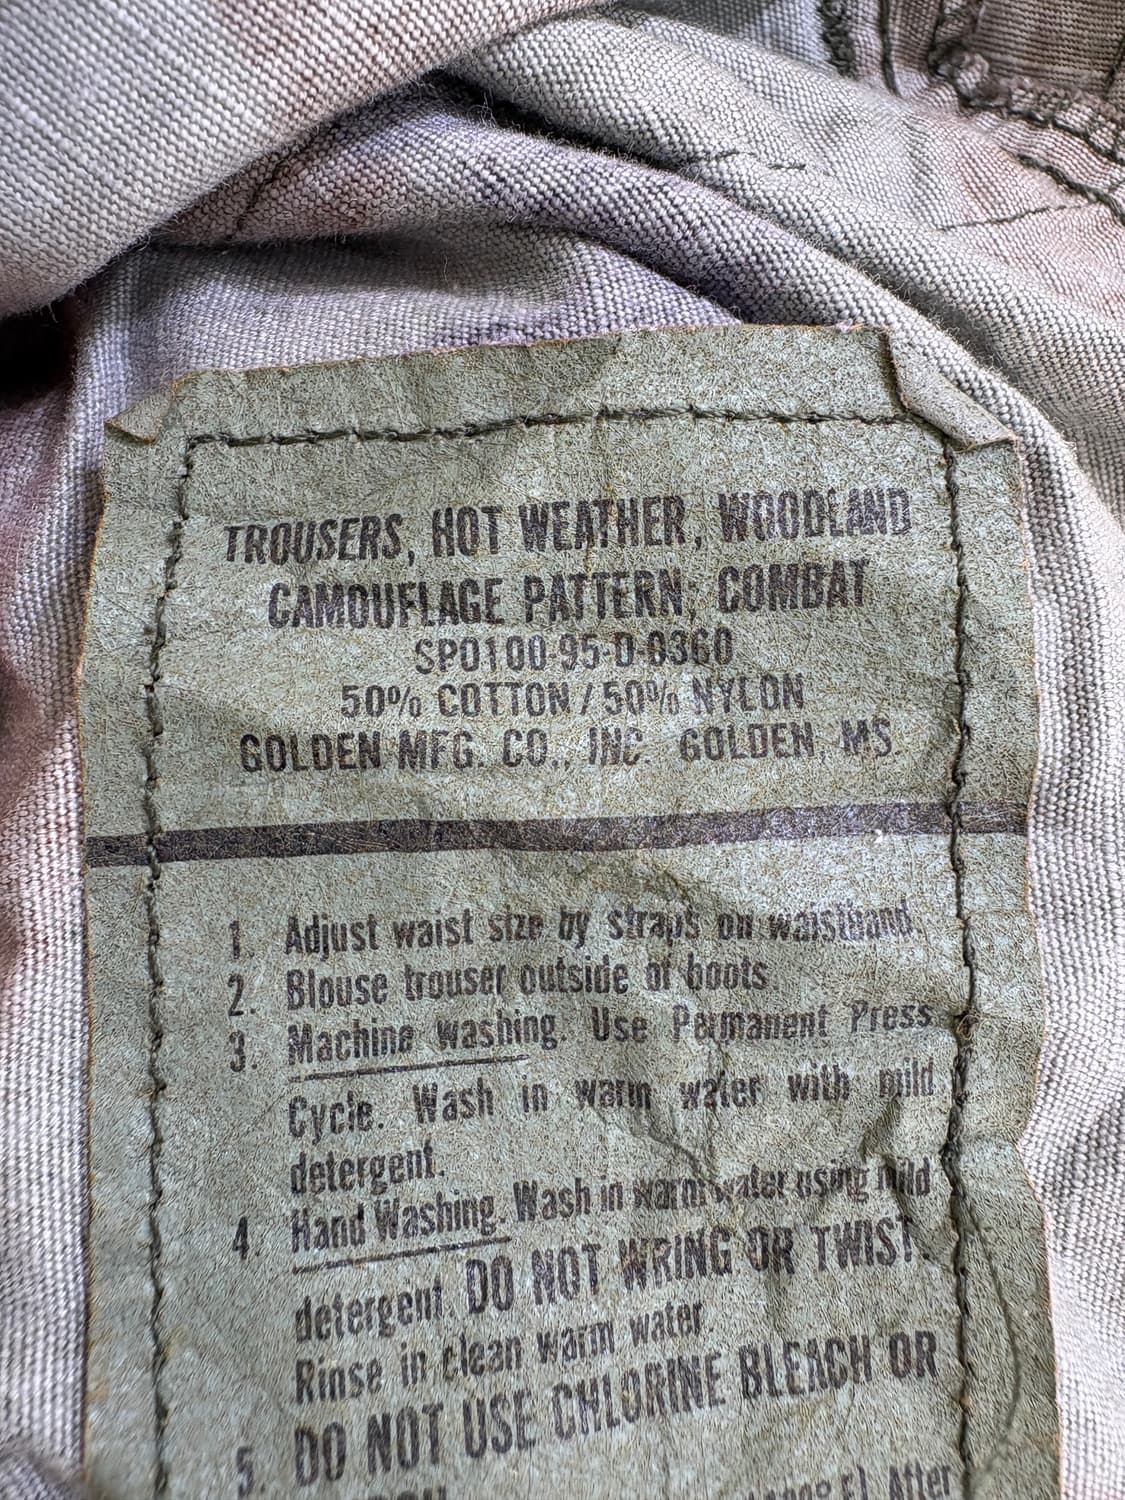 TROUSERS, HOT WEATHER, WOODLAND
CAMOUFLAGE PATTERN; COMBAT
SPO100-95-D-0360
50% COTTON / 50% NYLON
GOLDEN MFG. CO., INC. GOLDEN, MS.
1. Adjust waist size by straps on waistband.
2. Blouse trouser outside of boots.
3. Machine washing. Use Permanent Press
Cycle. Wash in warm water with mild
detergent.
4. Hand Washing. Wash in warm water using mild
detergent. DO NOT WRING OR TWIST.
Rinse in clean warm water
5. DO NOT USE CHLORINE BLEACH OR
F) After